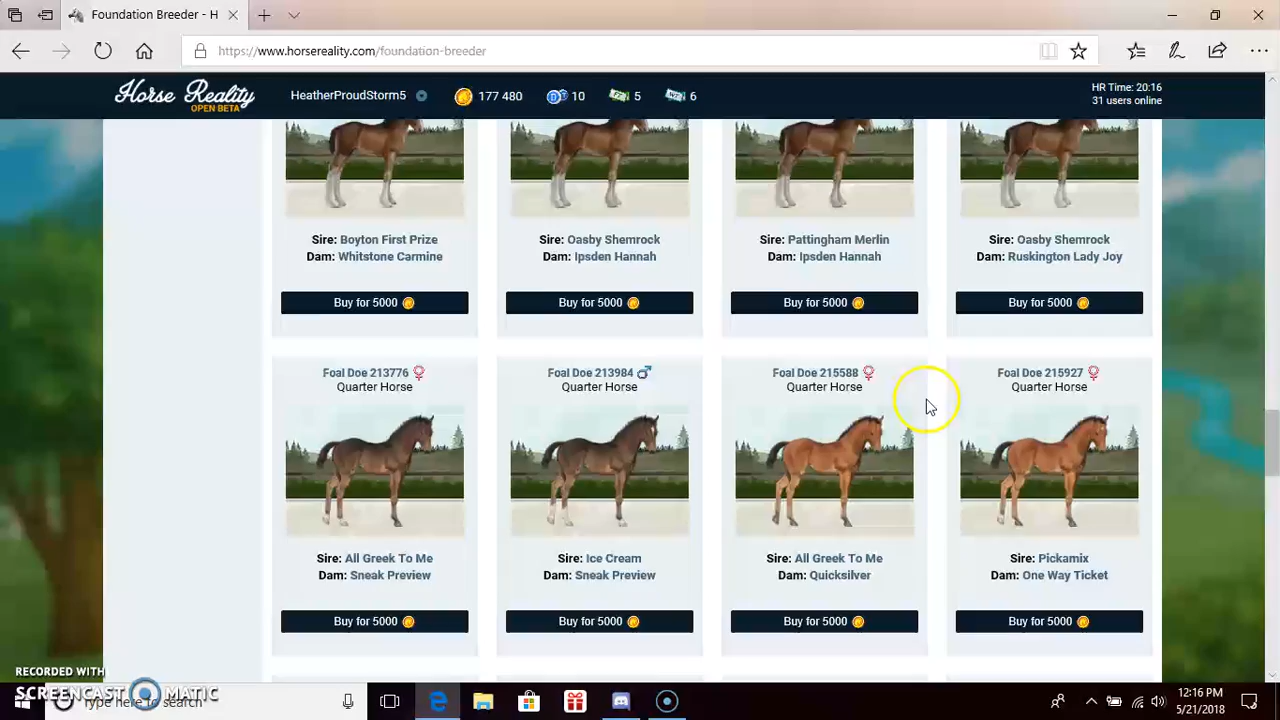 Foundation Breeder - H
https://www.horsereality.com/foundation-breeder
Horse Reality
OPEN BETA
HeatherProudStorm5
177 480
10
5
6
HR Time: 20:16
31 users online
Sire: Boyton First Prize
Dam: Whitstone Carmine
Buy for 5000
Sire: Oasby Shemrock
Dam: Ipsden Hannah
Buy for 5000
Sire: Pattingham Merlin
Dam: Ipsden Hannah
Buy for 5000
Sire: Oasby Shemrock
Dam: Ruskington Lady Joy
Buy for 5000
Foal Doe 213776
Quarter Horse
Sire: All Greek To Me
Dam: Sneak Preview
Buy for 5000
Foal Doe 213984
Quarter Horse
Sire: Ice Cream
Dam: Sneak Preview
Buy for 5000
Foal Doe 215588
Quarter Horse
Sire: All Greek To Me
Dam: Quicksilver
Buy for 5000
Foal Doe 215927
Quarter Horse
Sire: Pickamix
Dam: One Way Ticket
Buy for 5000
RECORDED WITH
SCREENCAST MATIC
Type here to search
12:16 PM
5/21/2018